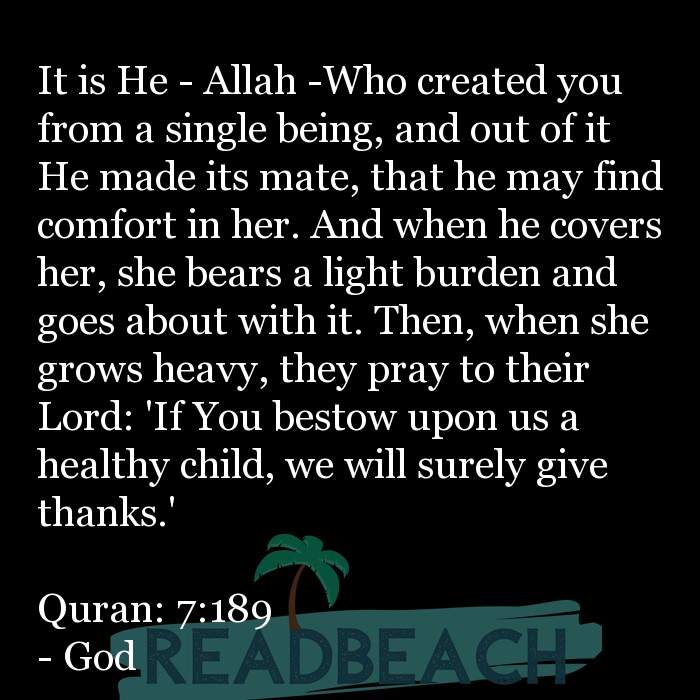 It is He - Allah -Who created you
from a single being, and out of it
He made its mate, that he may find
comfort in her. And when he covers
her, she bears a light burden and
goes about with it. Then, when she
grows heavy, they pray to their
Lord: 'If You bestow upon us a
healthy child, we will surely give
thanks.'
Quran: 7:189
- God
READBEACH